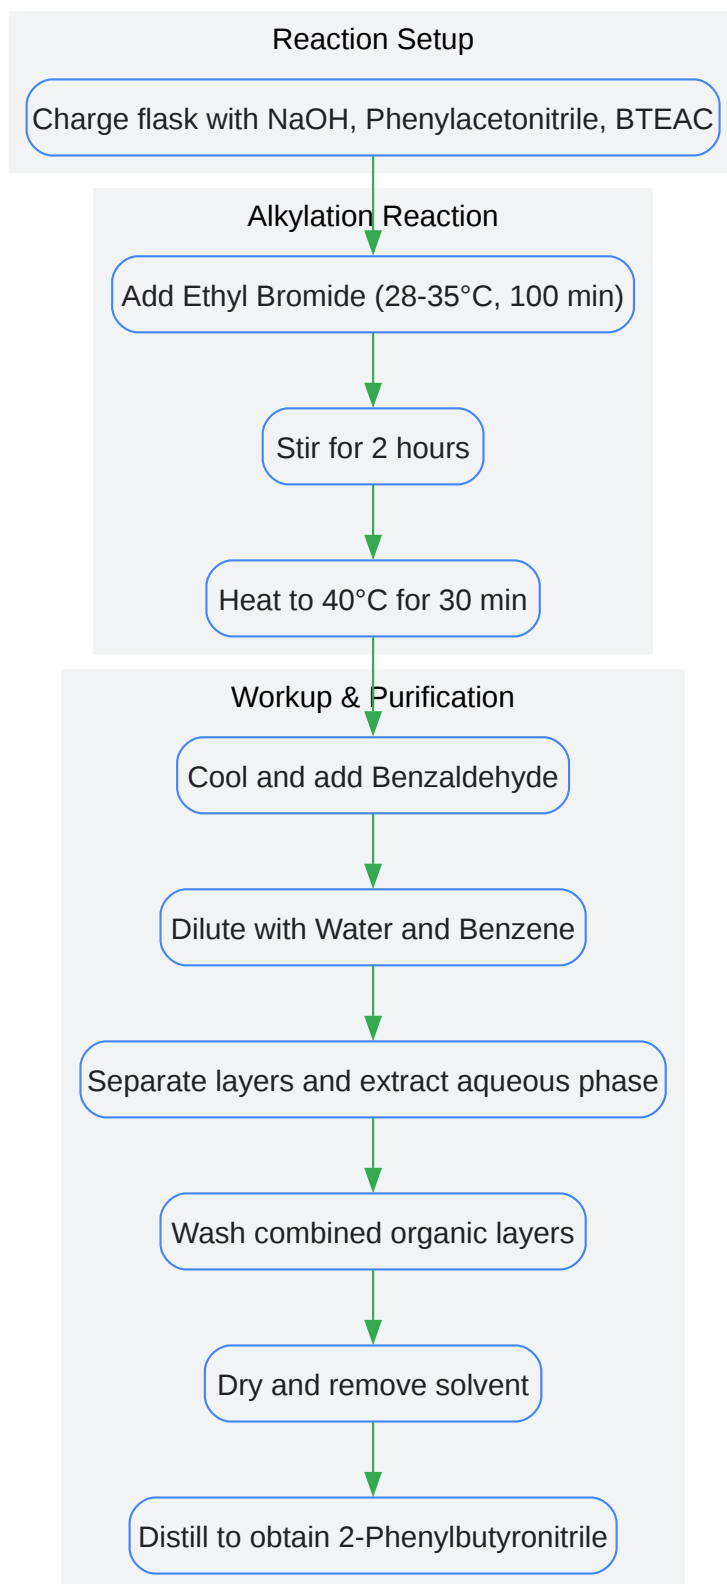 Reaction Setup
Charge flask with NaOH, Phenylacetonitrile, BTEAC
Alkylation Reaction
Add Ethyl Bromide (28-35°C, 100 min)
Stir for 2 hours
Heat to 40°C for 30 min
Workup & Purification
Cool and add Benzaldehyde
Dilute with Water and Benzene
Separate layers and extract aqueous phase
Wash combined organic layers
Dry and remove solvent
Distill to obtain 2-Phenylbutyronitrile